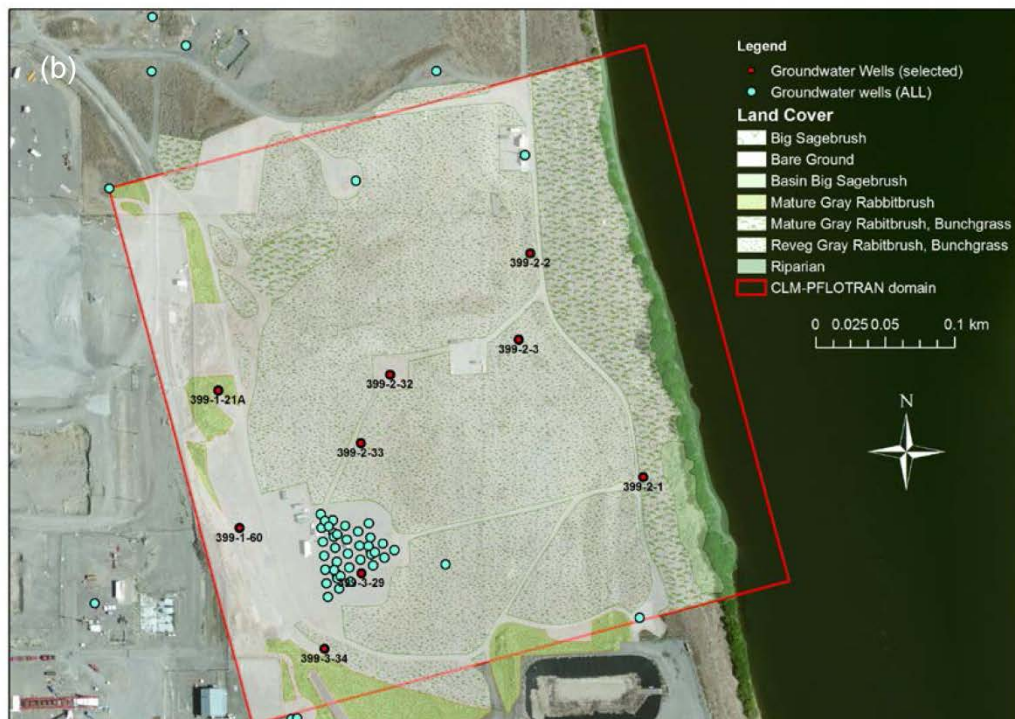 (b)
Legend
Groundwater Wells (selected)
Groundwater wells (ALL)
Land Cover
Big Sagebrush
Bare Ground
Basin Big Sagebrush
Mature Gray Rabbitbrush
Mature Gray Rabitbrush, Bunchgrass
Reveg Gray Rabitbrush, Bunchgrass
Riparian
CLM-PFLOTRAN domain
0 0.025 0.05 0.1 km
N
399-2-2
399-2-3
399-2-32
399-1-21A
399-2-33
399-2-1
399-1-60
399-3-29
399-3-34